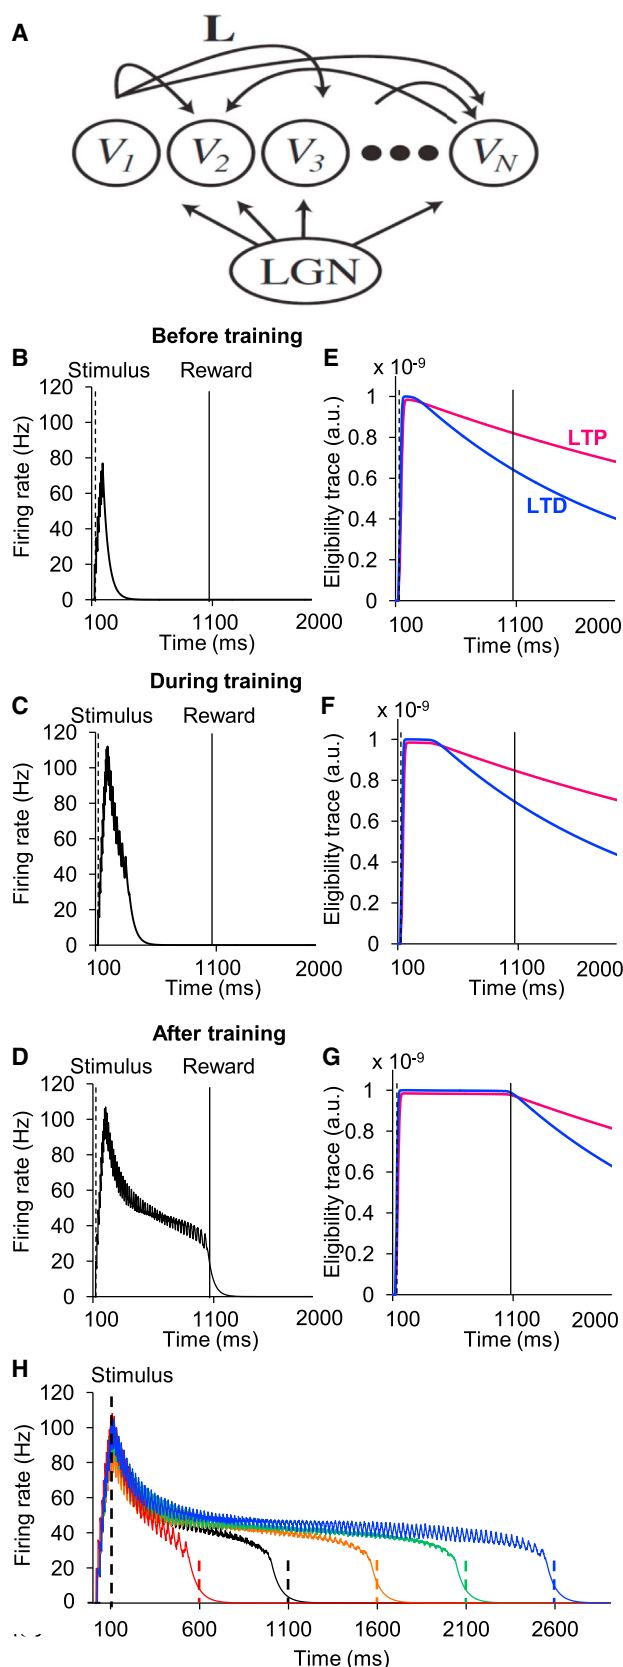 A
L
V1 V2 V3 VN
LGN
Before training
B
Stimulus Reward
120
100
80
60
40
20
0
Firing rate (Hz)
100 1100 2000
Time (ms)
E
x 10-9
1
0.8
0.6
0.4
0.2
0
Eligibility trace (a.u.)
LTP
LTD
100 1100 2000
Time (ms)
During training
C
Stimulus Reward
120
100
80
60
40
20
0
Firing rate (Hz)
100 1100 2000
Time (ms)
F
x 10-9
1
0.8
0.6
0.4
0.2
0
Eligibility trace (a.u.)
100 1100 2000
Time (ms)
After training
D
Stimulus Reward
120
100
80
60
40
20
0
Firing rate (Hz)
100 1100 2000
Time (ms)
G
x 10-9
1
0.8
0.6
0.4
0.2
0
Eligibility trace (a.u.)
100 1100 2000
Time (ms)
H
Stimulus
120
100
80
60
40
20
0
Firing rate (Hz)
100 600 1100 1600 2100 2600
Time (ms)